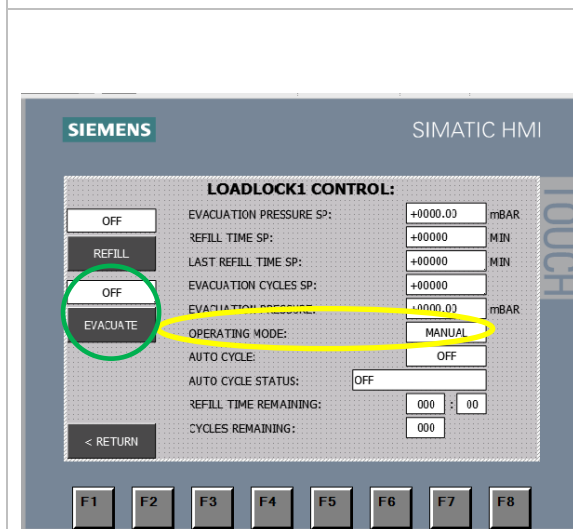 SIEMENS SIMATIC HMI
TOUCH
LOADLOCK1 CONTROL:
OFF EVACUATION PRESSURE SP: +0000.00 mBAR
REFILL REFILL TIME SP: +00000 MIN
LAST REFILL TIME SP: +00000 MIN
OFF EVACUATION CYCLES SP: +00000
EVACUATION PRESSURE: +0000.00 mBAR
EVACUATE OPERATING MODE: MANUAL
AUTO CYCLE: OFF
AUTO CYCLE STATUS: OFF
REFILL TIME REMAINING: 000 : 00
< RETURN CYCLES REMAINING: 000
F1 F2 F3 F4 F5 F6 F7 F8